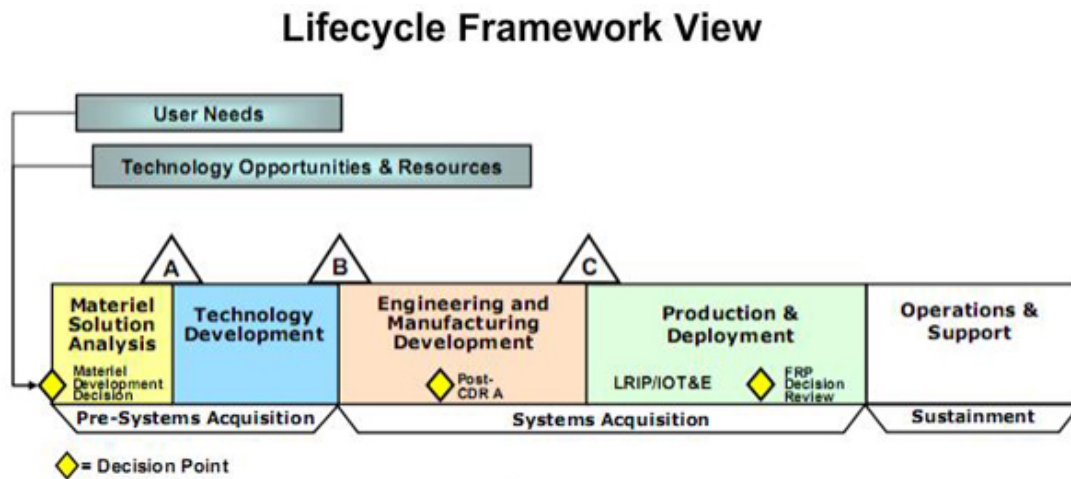 Lifecycle Framework View
User Needs
Technology Opportunities & Resources
A
B
C
Materiel
Solution
Analysis
Technology
Development
Engineering and
Manufacturing
Development
Production &
Deployment
Operations &
Support
Materiel
Development
Decision
Post-
CDR A
LRIP/IOT&E
FRP
Decision
Review
Pre-Systems Acquisition
Systems Acquisition
Sustainment
= Decision Point